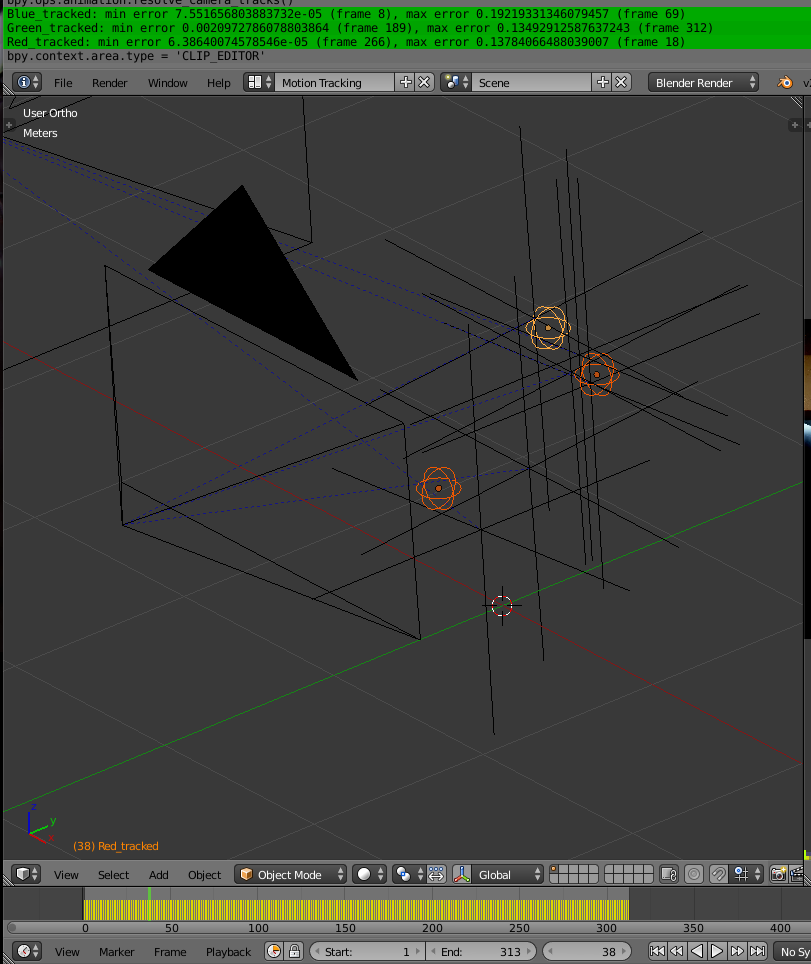 bpy.ops.animation.resolve_camera_tracks()
Blue_tracked: min error 7.551656803883732e-05 (frame 8), max error 0.19219331346079457 (frame 69)
Green_tracked: min error 0.0020972786078803864 (frame 189), max error 0.13492912587637243 (frame 312)
Red_tracked: min error 6.386400745785​46e-05 (frame 266), max error 0.13784066488039007 (frame 18)
bpy.context.area.type = 'CLIP_EDITOR'
File Render Window Help Motion Tracking Scene Blender Render
User Ortho
Meters
z
y
x
(38) Red_tracked
View Select Add Object Object Mode Global
0 50 100 150 200 250 300 350 400
View Marker Frame Playback Start: 1 End: 313 38 No Sy